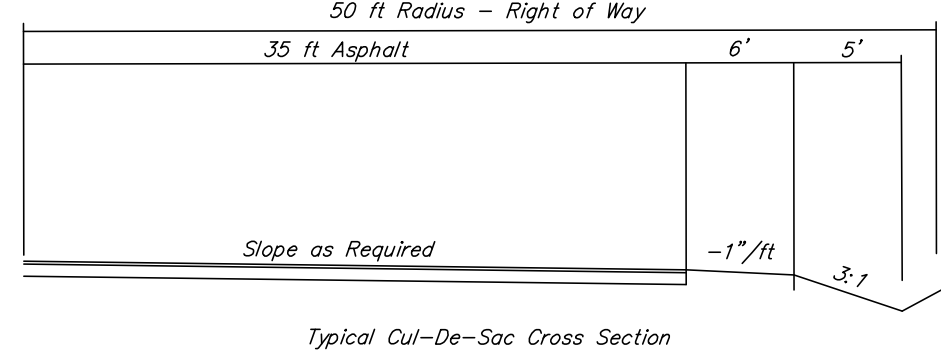 50 ft Radius - Right of Way
35 ft Asphalt 6' 5'
Slope as Required -1"/ft
3:1
Typical Cul-De-Sac Cross Section